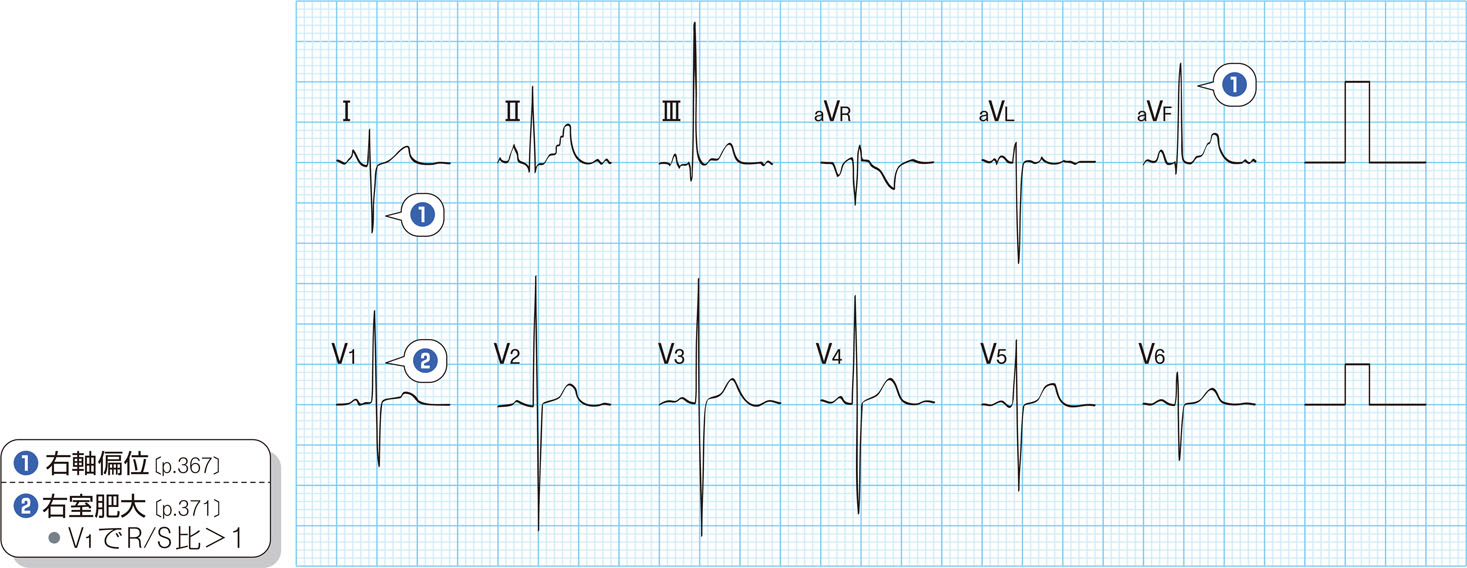 I II III aVR aVL aVF
1
1
V1 V2 V3 V4 V5 V6
2
1 右軸偏位〔p.367〕
2 右室肥大〔p.371〕
● V1でR/S比＞1